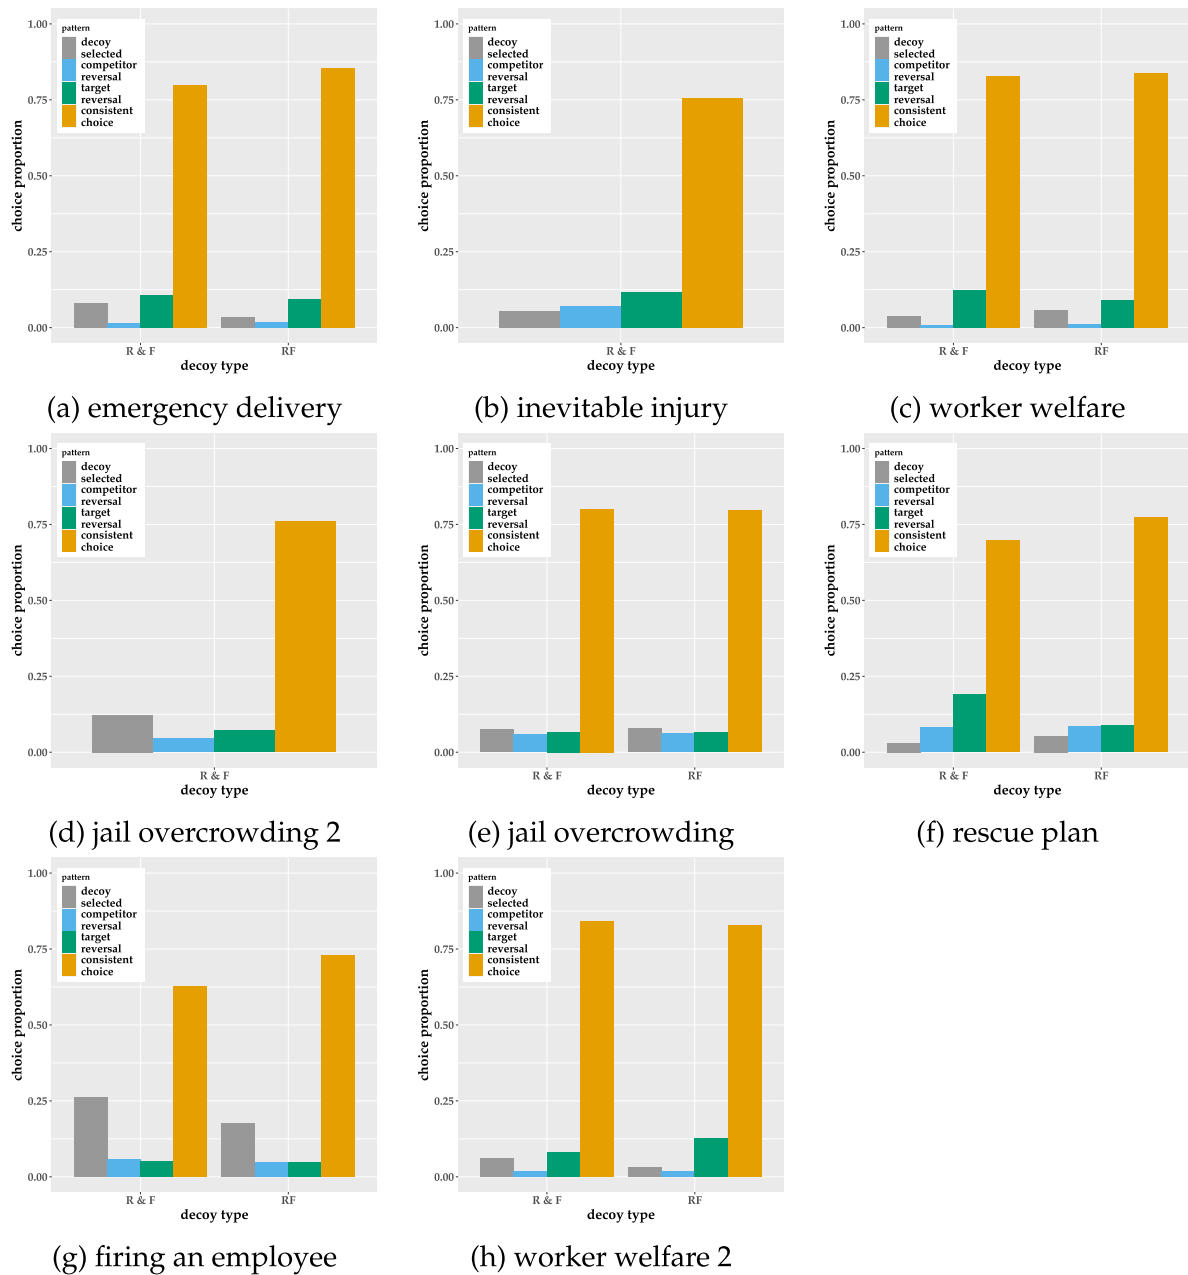 1.00
0.75
0.50
0.25
0.00
choice proportion
pattern
decoy
selected
competitor
reversal
target
reversal
consistent
choice
R & F
RF
decoy type
(a) emergency delivery
1.00
0.75
0.50
0.25
0.00
choice proportion
pattern
decoy
selected
competitor
reversal
target
reversal
consistent
choice
R & F
decoy type
(b) inevitable injury
1.00
0.75
0.50
0.25
0.00
choice proportion
pattern
decoy
selected
competitor
reversal
target
reversal
consistent
choice
R & F
RF
decoy type
(c) worker welfare
1.00
0.75
0.50
0.25
0.00
choice proportion
pattern
decoy
selected
competitor
reversal
target
reversal
consistent
choice
R & F
decoy type
(d) jail overcrowding 2
1.00
0.75
0.50
0.25
0.00
choice proportion
pattern
decoy
selected
competitor
reversal
target
reversal
consistent
choice
R & F
RF
decoy type
(e) jail overcrowding
1.00
0.75
0.50
0.25
0.00
choice proportion
pattern
decoy
selected
competitor
reversal
target
reversal
consistent
choice
R & F
RF
decoy type
(f) rescue plan
1.00
0.75
0.50
0.25
0.00
choice proportion
pattern
decoy
selected
competitor
reversal
target
reversal
consistent
choice
R & F
RF
decoy type
(g) firing an employee
1.00
0.75
0.50
0.25
0.00
choice proportion
pattern
decoy
selected
competitor
reversal
target
reversal
consistent
choice
R & F
RF
decoy type
(h) worker welfare 2